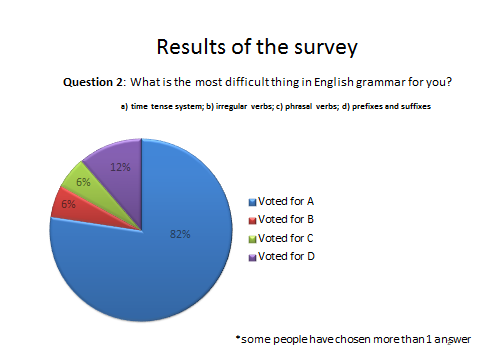 Results of the survey
Question 2: What is the most difficult thing in English grammar for you?
a) time tense system; b) irregular verbs; c) phrasal verbs; d) prefixes and suffixes
12%
6%
6%
82%
Voted for A
Voted for B
Voted for C
Voted for D
*some people have chosen more than 1 answer